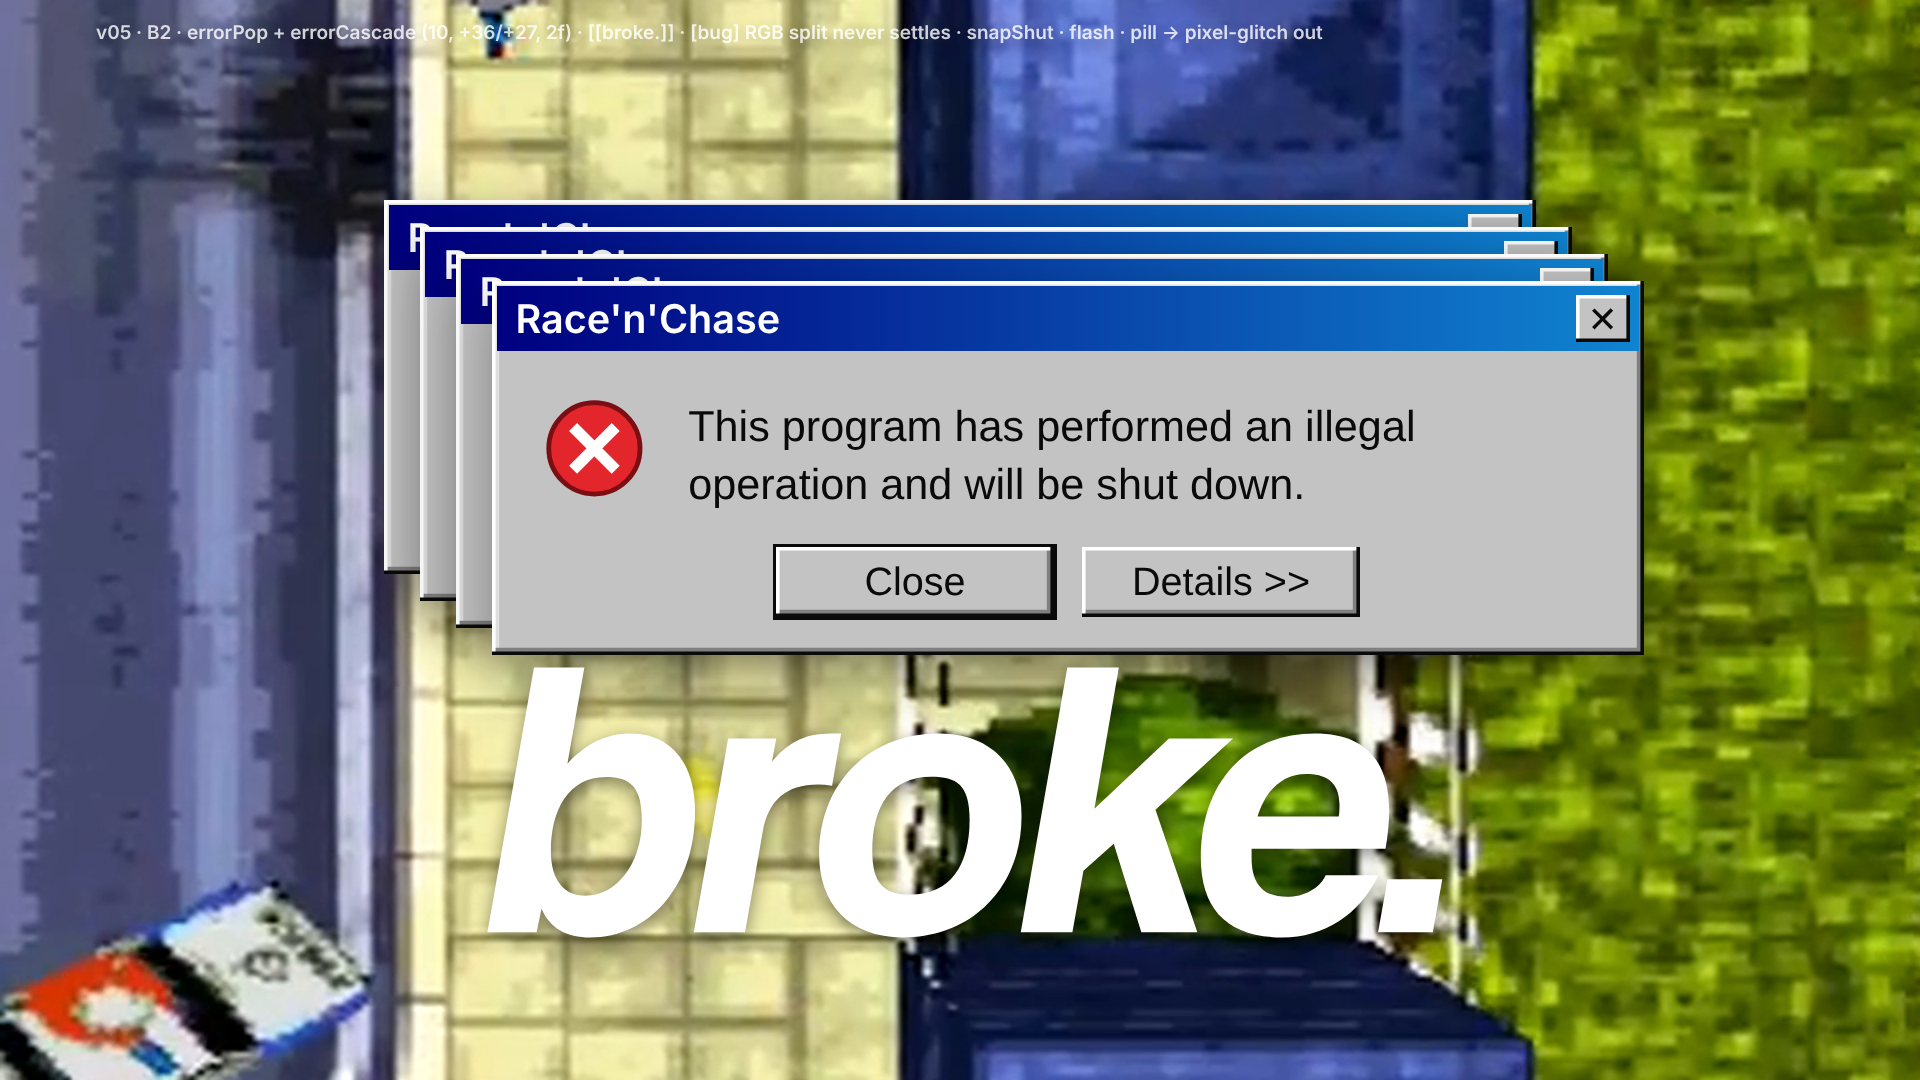 v05 · B2 · errorPop + errorCascade (10, +36/+27, 2f) · [[broke.]] · [bug] RGB split never settles · snapShut · flash · pill → pixel-glitch out
Race'n'Chase
This program has performed an illegal
operation and will be shut down.
Close
Details >>
broke.